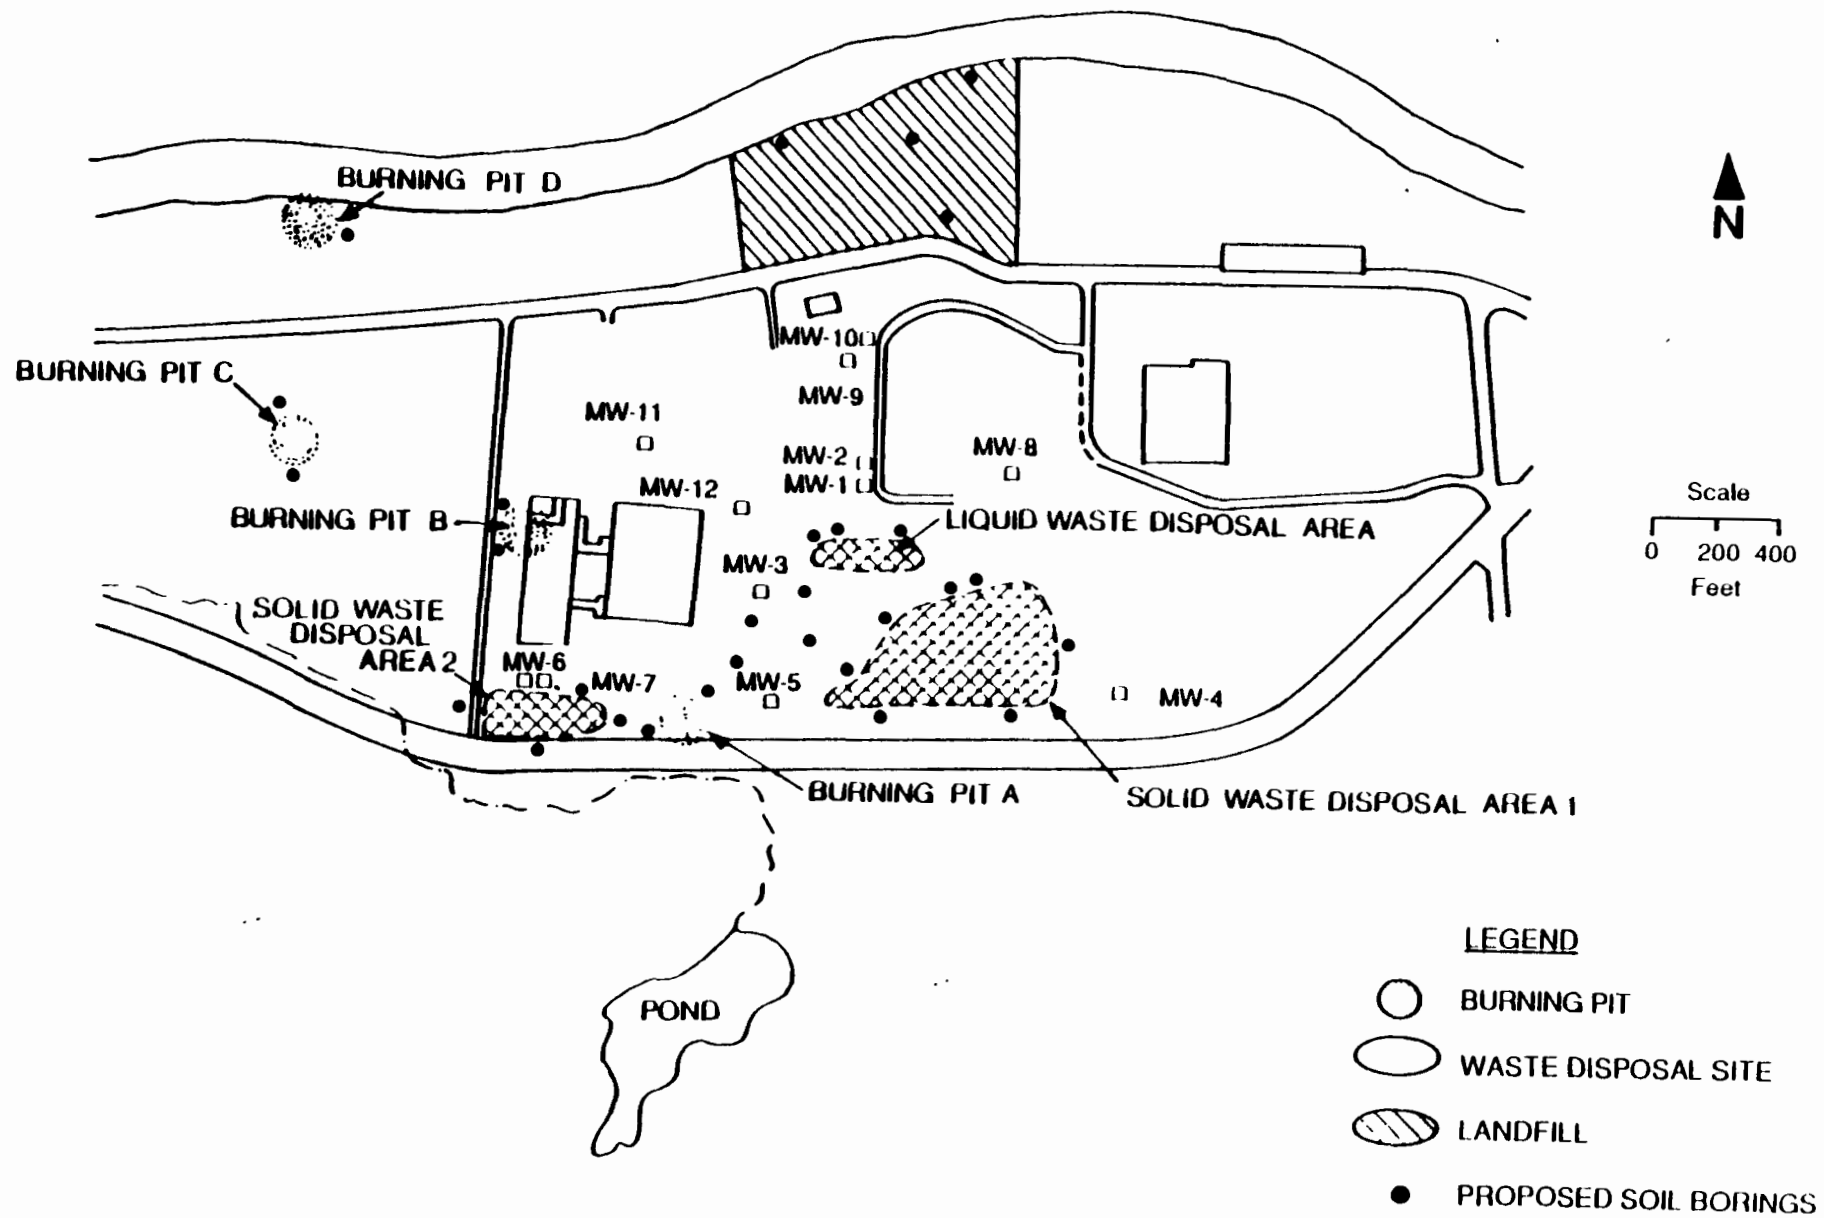 BURNING PIT D
N
MW-10
BURNING PIT C
MW-9
MW-11
MW-2
MW-8
MW-1
MW-12
Scale
0 200 400
Feet
BURNING PIT B
LIQUID WASTE DISPOSAL AREA
MW-3
SOLID WASTE
DISPOSAL
AREA 2
MW-6
MW-7
MW-5
MW-4
BURNING PIT A
SOLID WASTE DISPOSAL AREA 1
POND
LEGEND
BURNING PIT
WASTE DISPOSAL SITE
LANDFILL
PROPOSED SOIL BORINGS